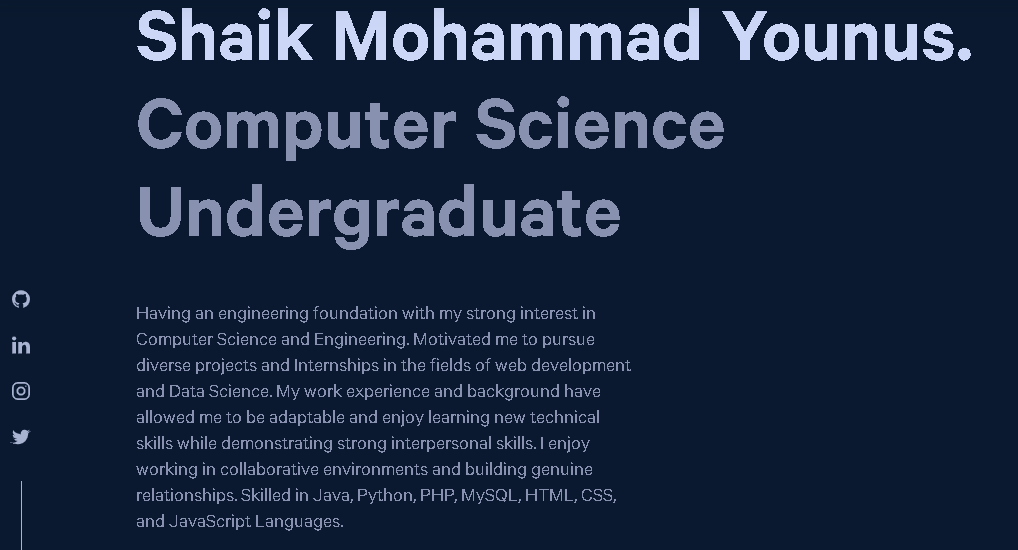 Shaik Mohammad Younus.
Computer Science
Undergraduate
Having an engineering foundation with my strong interest in
Computer Science and Engineering. Motivated me to pursue
diverse projects and Internships in the fields of web development
and Data Science. My work experience and background have
allowed me to be adaptable and enjoy learning new technical
skills while demonstrating strong interpersonal skills. I enjoy
working in collaborative environments and building genuine
relationships. Skilled in Java, Python, PHP, MySQL, HTML, CSS,
and JavaScript Languages.